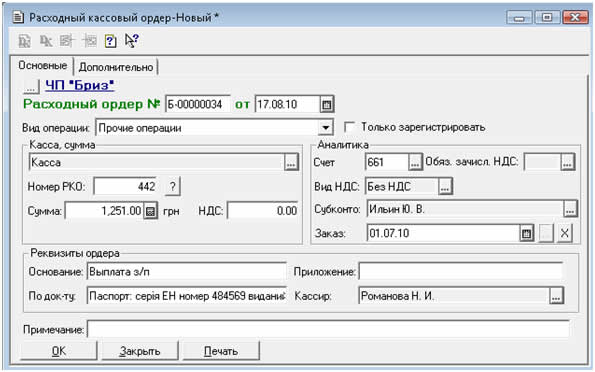 Расходный кассовый ордер-Новый *
Основные Дополнительно
... ЧП "Бриз"
Расходный ордер № Б-00000034 от 17.08.10
Вид операции: Прочие операции Только зарегистрировать
Касса, сумма Аналитика
Касса ... Счет 661 ... Обяз. зачисл. НДС: ...
Номер РКО: 442 ? Вид НДС: Без НДС ...
Сумма: 1,251.00 грн НДС: 0.00 Субконто: Ильин Ю. В. ...
Заказ: 01.07.10 ... X
Реквизиты ордера
Основание: Выплата з/п Приложение:
По док-ту: Паспорт: серія ЕН номер 484569 видани Кассир: Романова Н. И. ...
Примечание:
OK Закрыть Печать